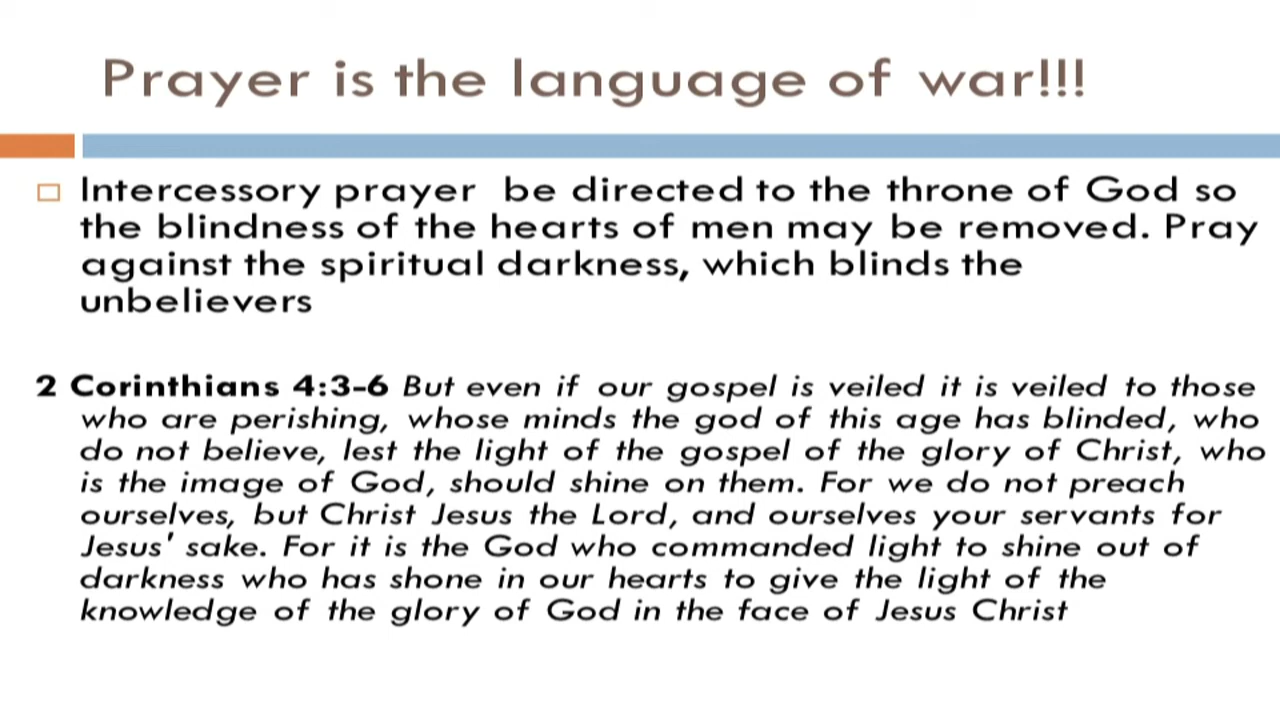 Prayer is the language of war!!!
Intercessory prayer be directed to the throne of God so
the blindness of the hearts of men may be removed. Pray
against the spiritual darkness, which blinds the
unbelievers
2 Corinthians 4:3-6 But even if our gospel is veiled it is veiled to those
who are perishing, whose minds the god of this age has blinded, who
do not believe, lest the light of the gospel of the glory of Christ, who
is the image of God, should shine on them. For we do not preach
ourselves, but Christ Jesus the Lord, and ourselves your servants for
Jesus' sake. For it is the God who commanded light to shine out of
darkness who has shone in our hearts to give the light of the
knowledge of the glory of God in the face of Jesus Christ